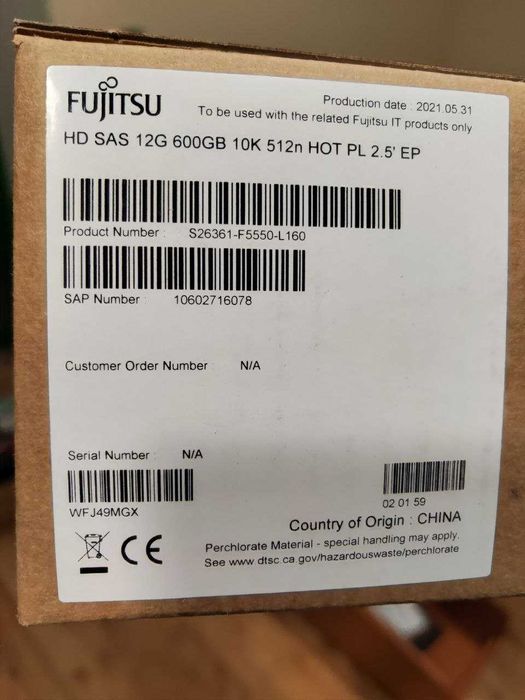 FUJITSU
Production date : 2021.05.31
To be used with the related Fujitsu IT products only
HD SAS 12G 600GB 10K 512n HOT PL 2.5' EP
Product Number : S26361-F5550-L160
SAP Number : 10602716078
Customer Order Number : N/A
Serial Number : N/A
WFJ49MGX
02 01 59
Country of Origin : CHINA
CE
Perchlorate Material - special handling may apply.
See www.dtsc.ca.gov/hazardouswaste/perchlorate